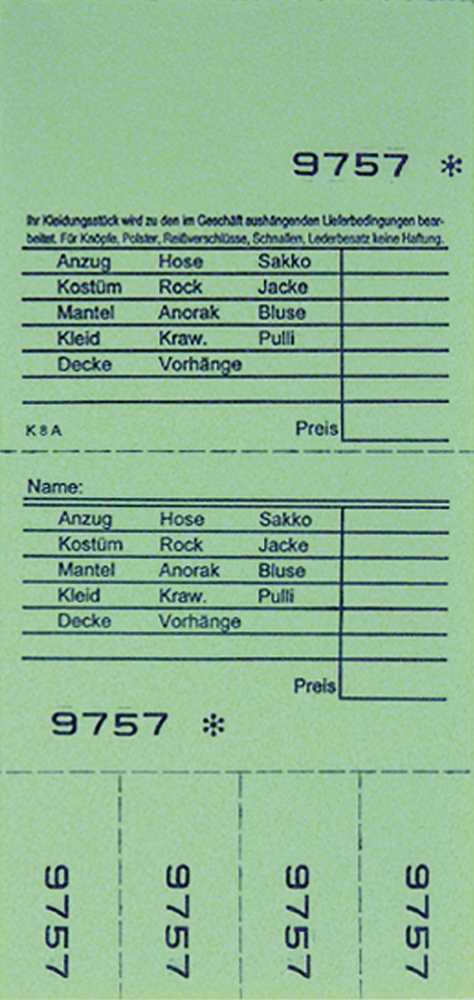 9757 *
Ihr Kleidungsstück wird zu den im Geschäft aushängenden Lieferbedingungen bear-
beitet. Für Knöpfe, Polster, Reißverschlüsse, Schnallen, Lederbesatz keine Haftung.
Anzug Hose Sakko
Kostüm Rock Jacke
Mantel Anorak Bluse
Kleid Kraw. Pulli
Decke Vorhänge
K8A Preis
Name:
Anzug Hose Sakko
Kostüm Rock Jacke
Mantel Anorak Bluse
Kleid Kraw. Pulli
Decke Vorhänge
Preis
9757 *
9757 9757 9757 9757